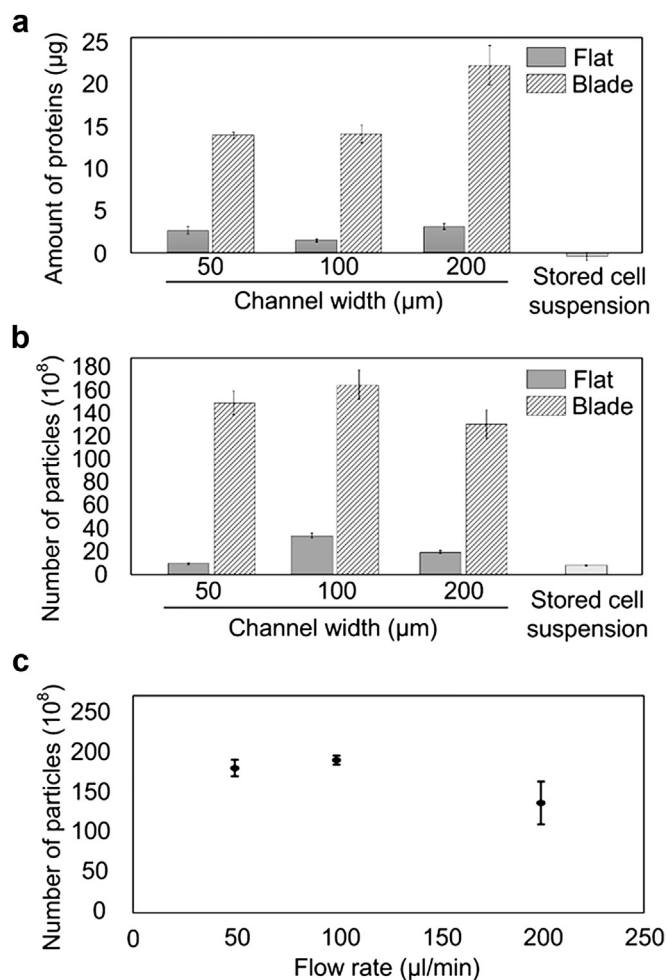 a
Amount of proteins (µg)
25
20
15
10
5
0
Flat
Blade
50 100 200
Channel width (µm)
Stored cell
suspension
b
Number of particles (10⁸)
180
160
140
120
100
80
60
40
20
0
Flat
Blade
50 100 200
Channel width (µm)
Stored cell
suspension
c
Number of particles (10⁸)
250
200
150
100
50
0
0 50 100 150 200 250
Flow rate (µl/min)